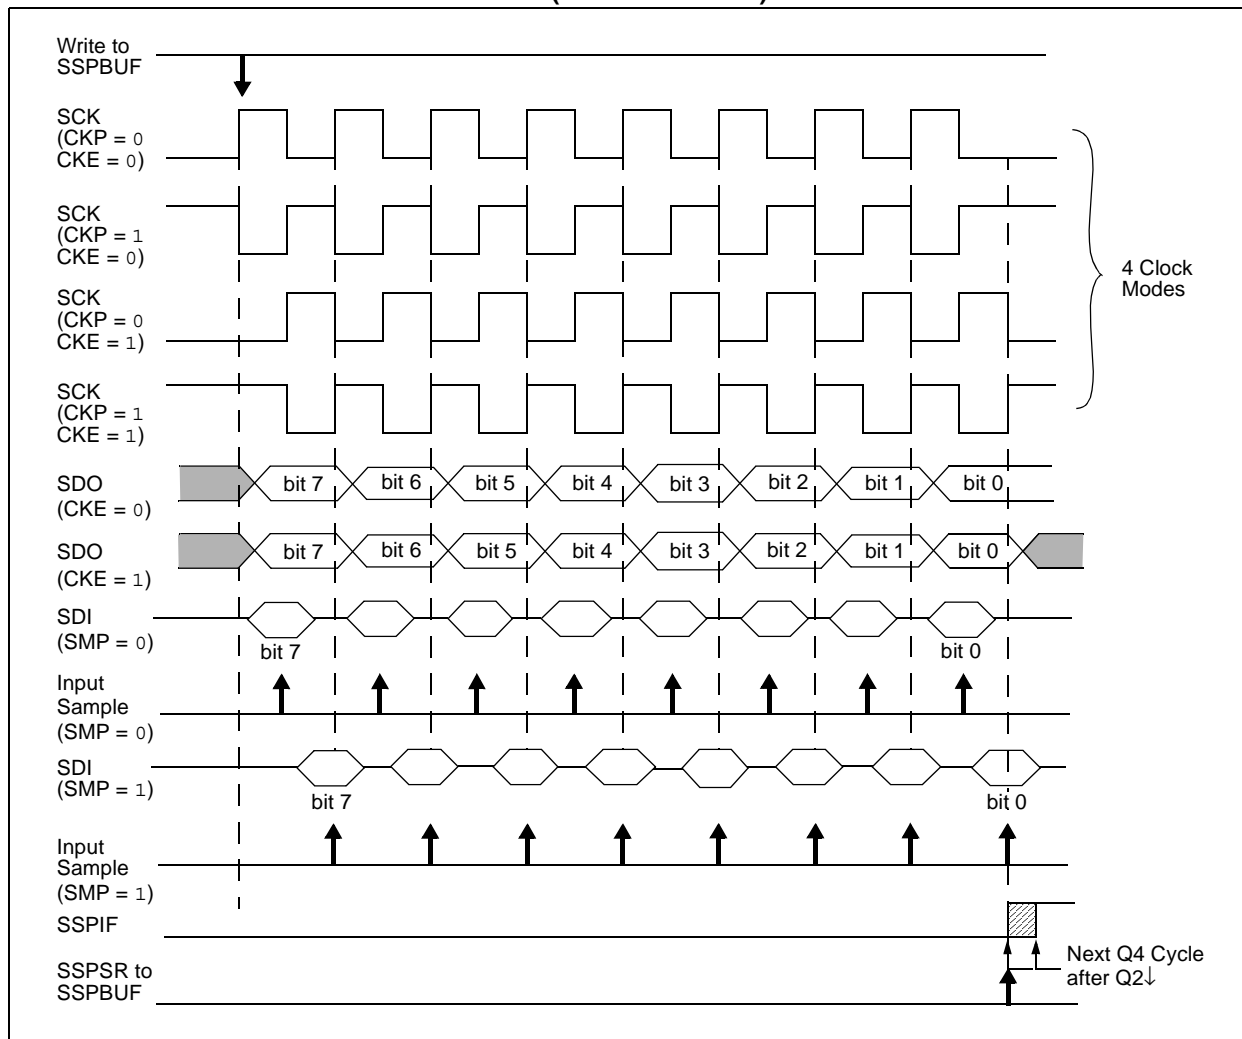 Write to
SSPBUF
SCK
(CKP = 0
CKE = 0)
SCK
(CKP = 1
CKE = 0)
SCK
(CKP = 0
CKE = 1)
SCK
(CKP = 1
CKE = 1)
4 Clock
Modes
SDO
(CKE = 0)
bit 7 bit 6 bit 5 bit 4 bit 3 bit 2 bit 1 bit 0
SDO
(CKE = 1)
bit 7 bit 6 bit 5 bit 4 bit 3 bit 2 bit 1 bit 0
SDI
(SMP = 0)
bit 7 bit 0
Input
Sample
(SMP = 0)
SDI
(SMP = 1)
bit 7 bit 0
Input
Sample
(SMP = 1)
SSPIF
SSPSR to
SSPBUF
Next Q4 Cycle
after Q2↓